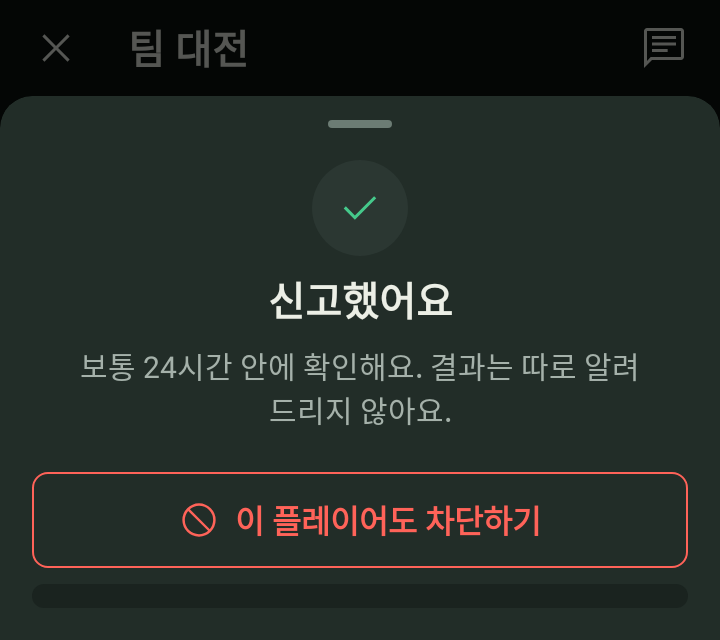 팀 대전
신고했어요
보통 24시간 안에 확인해요. 결과는 따로 알려
드리지 않아요.
이 플레이어도 차단하기